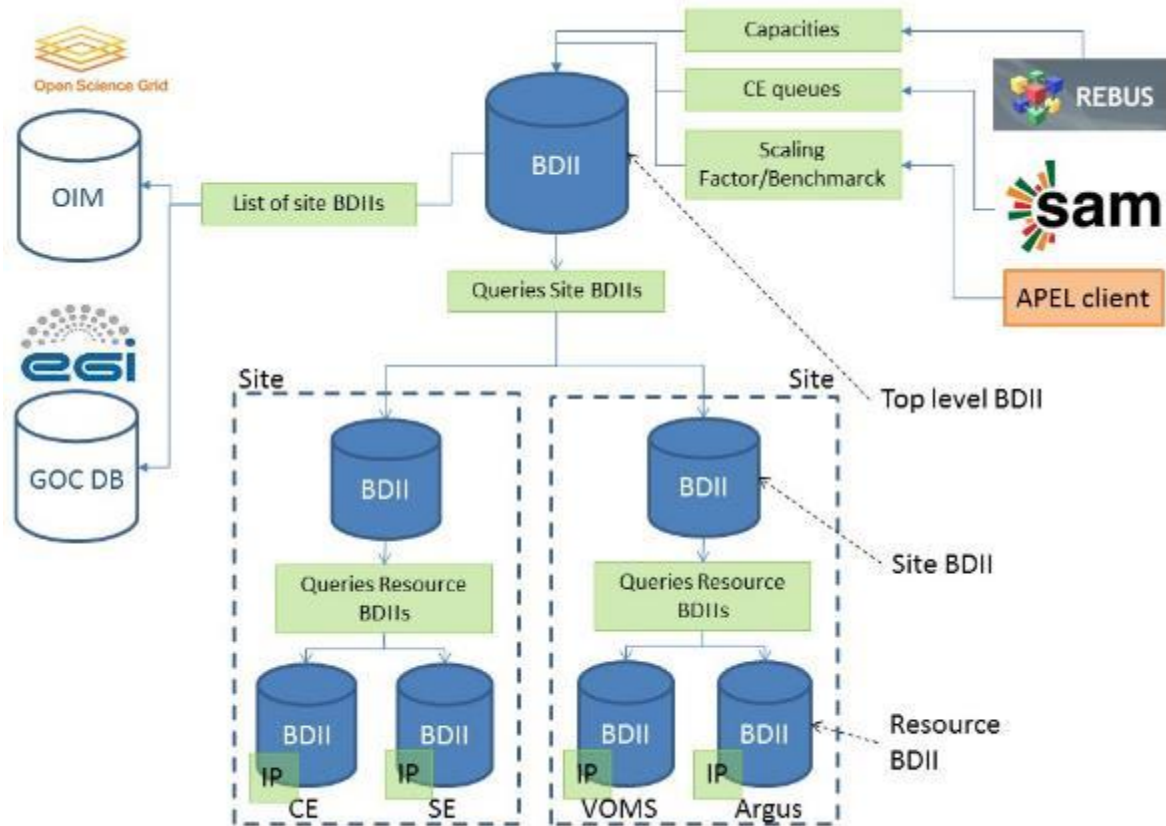 Open Science Grid
OIM
List of site BDIIs
BDII
Capacities
CE queues
Scaling
Factor/Benchmarck
REBUS
sam
APEL client
Queries Site BDIIs
egi
GOC DB
Site
Site
Top level BDII
BDII
BDII
Site BDII
Queries Resource
BDIIs
Queries Resource
BDIIs
BDII
IP
CE
BDII
IP
SE
BDII
IP
VOMS
BDII
IP
Argus
Resource
BDII